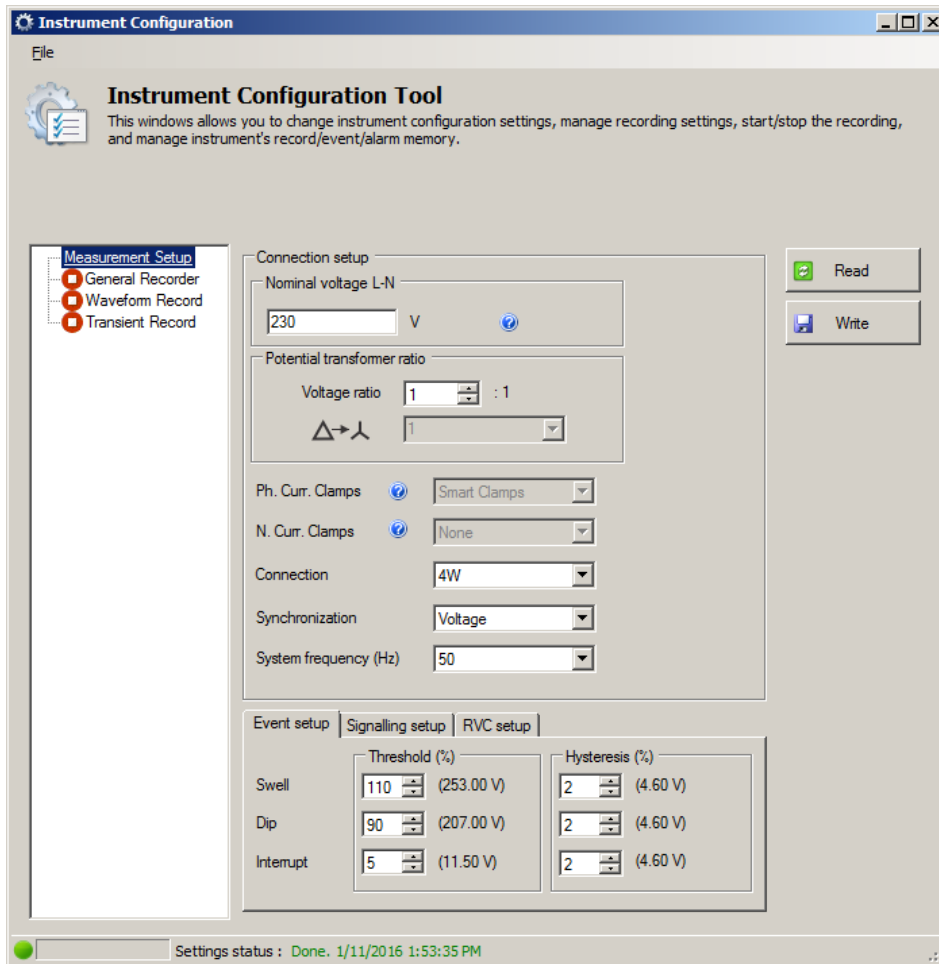 Instrument Configuration
File
Instrument Configuration Tool
This windows allows you to change instrument configuration settings, manage recording settings, start/stop the recording,
and manage instrument's record/event/alarm memory.
Measurement Setup
General Recorder
Waveform Record
Transient Record
Connection setup
Nominal voltage L-N
230 V
Potential transformer ratio
Voltage ratio 1 : 1
1
Ph. Curr. Clamps Smart Clamps
N. Curr. Clamps None
Connection 4W
Synchronization Voltage
System frequency (Hz) 50
Read
Write
Event setup Signalling setup RVC setup
Threshold (%) Hysteresis (%)
Swell 110 (253.00 V) 2 (4.60 V)
Dip 90 (207.00 V) 2 (4.60 V)
Interrupt 5 (11.50 V) 2 (4.60 V)
Settings status : Done. 1/11/2016 1:53:35 PM